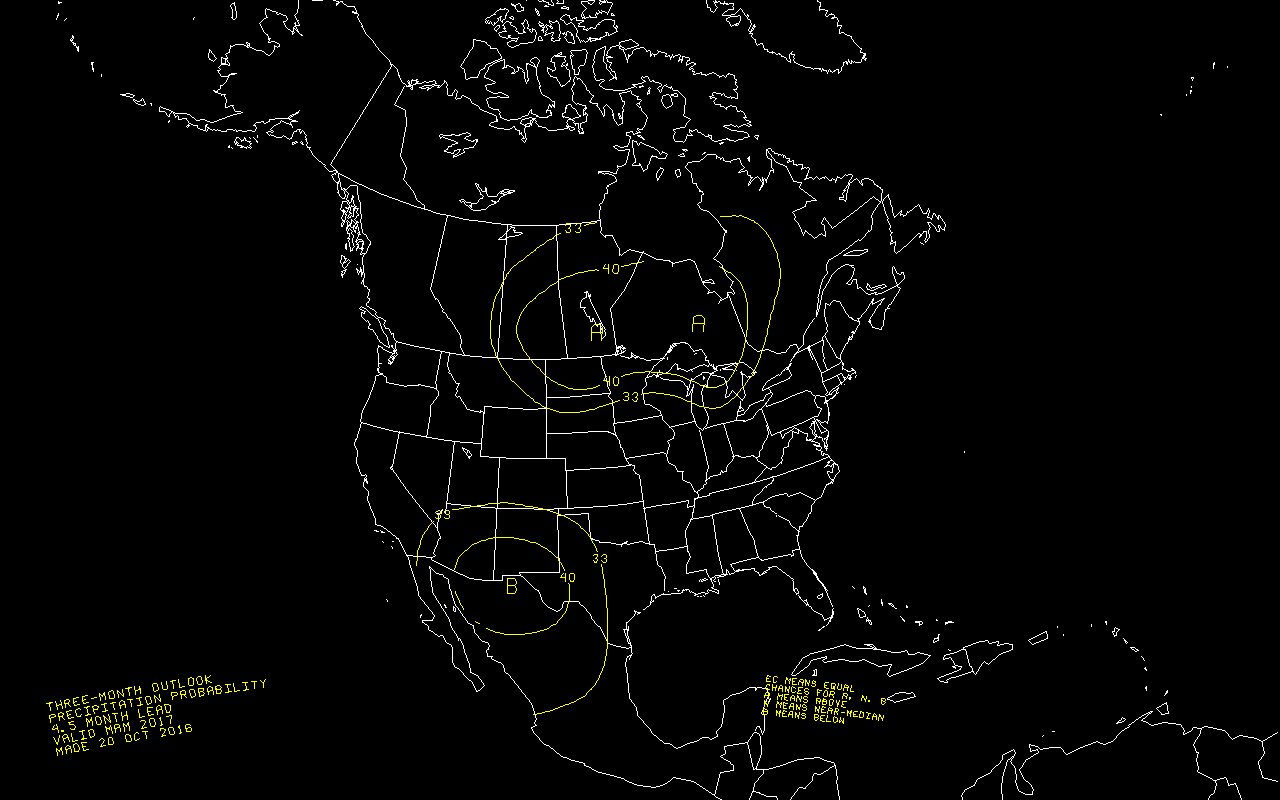 33
40
A
A
40
33
33
33
40
B
THREE-MONTH OUTLOOK
PRECIPITATION PROBABILITY
4.5 MONTH LEAD
VALID MAM 2017
MADE 20 OCT 2016
EC MEANS EQUAL
CHANCES FOR A, N, B
A MEANS ABOVE
N MEANS NEAR-MEDIAN
B MEANS BELOW